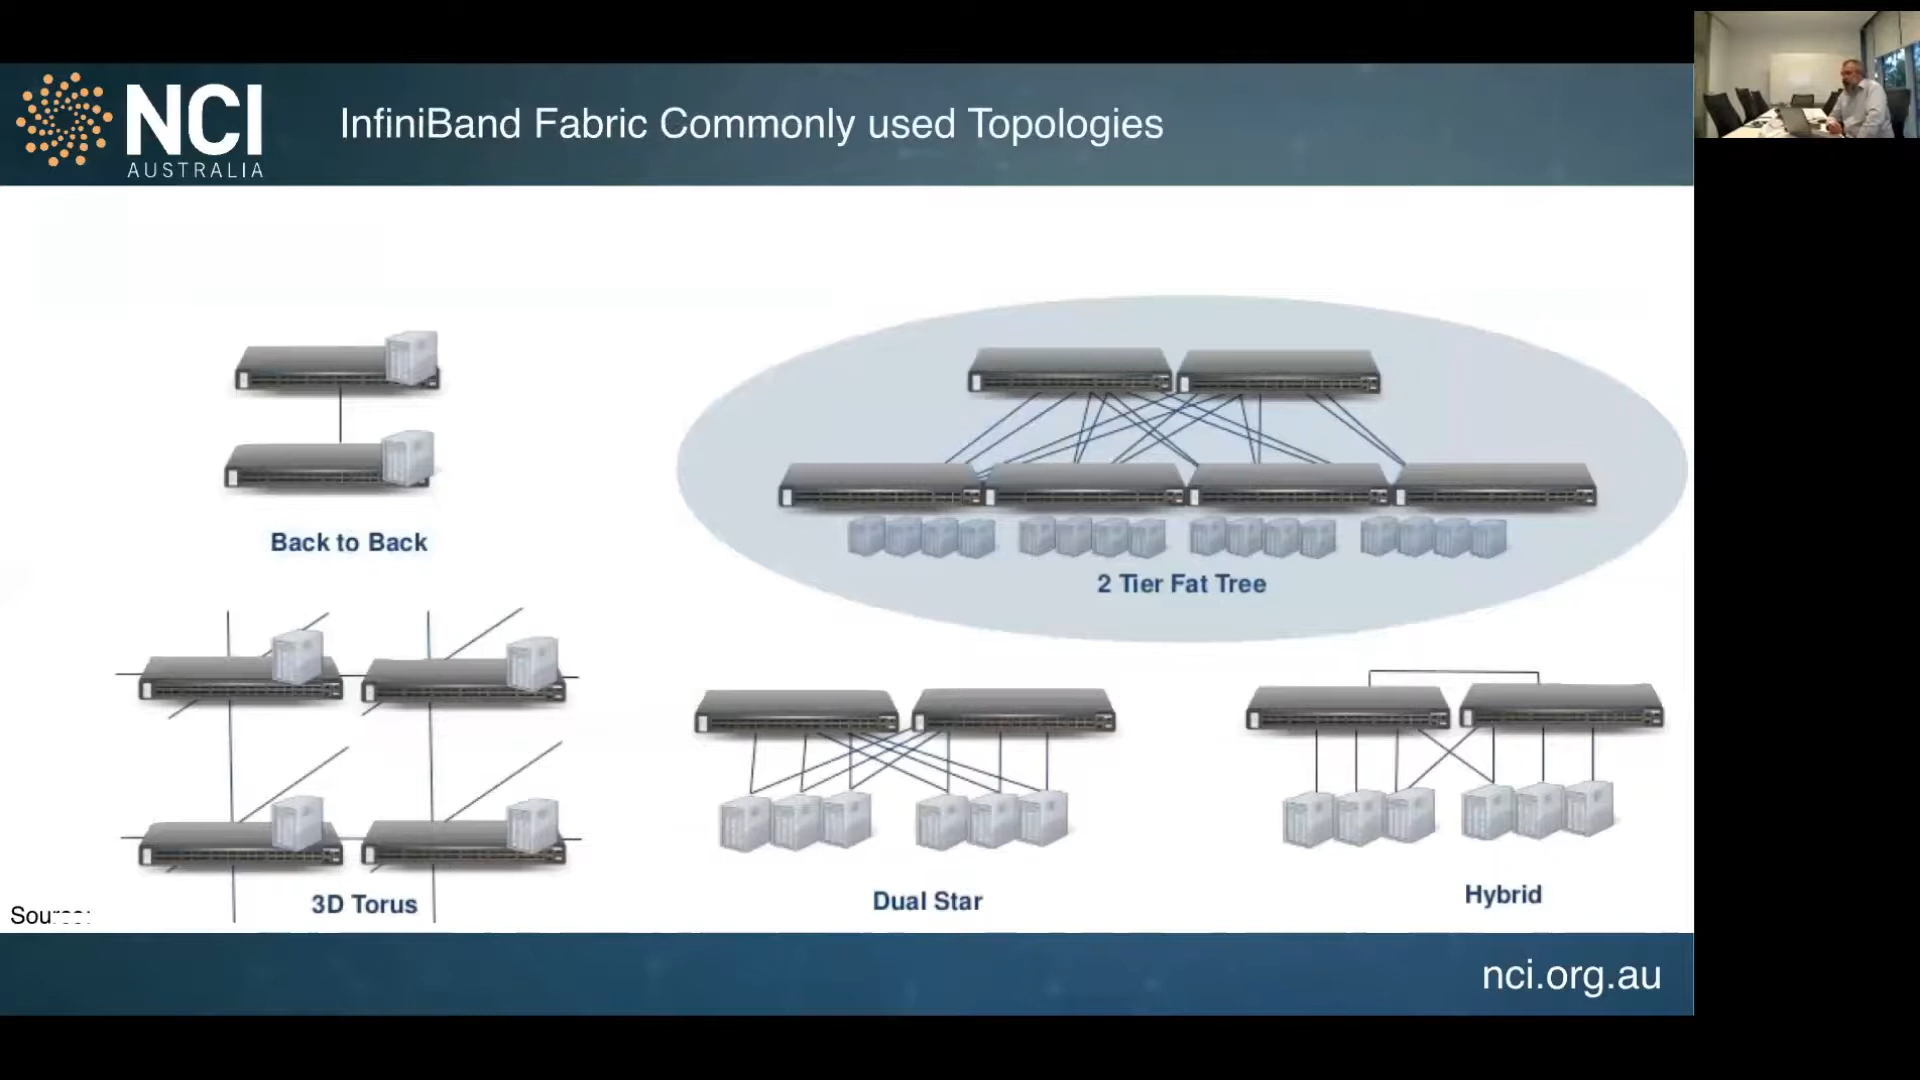 NCI
AUSTRALIA
InfiniBand Fabric Commonly used Topologies
Back to Back
2 Tier Fat Tree
3D Torus
Dual Star
Hybrid
Source:
nci.org.au